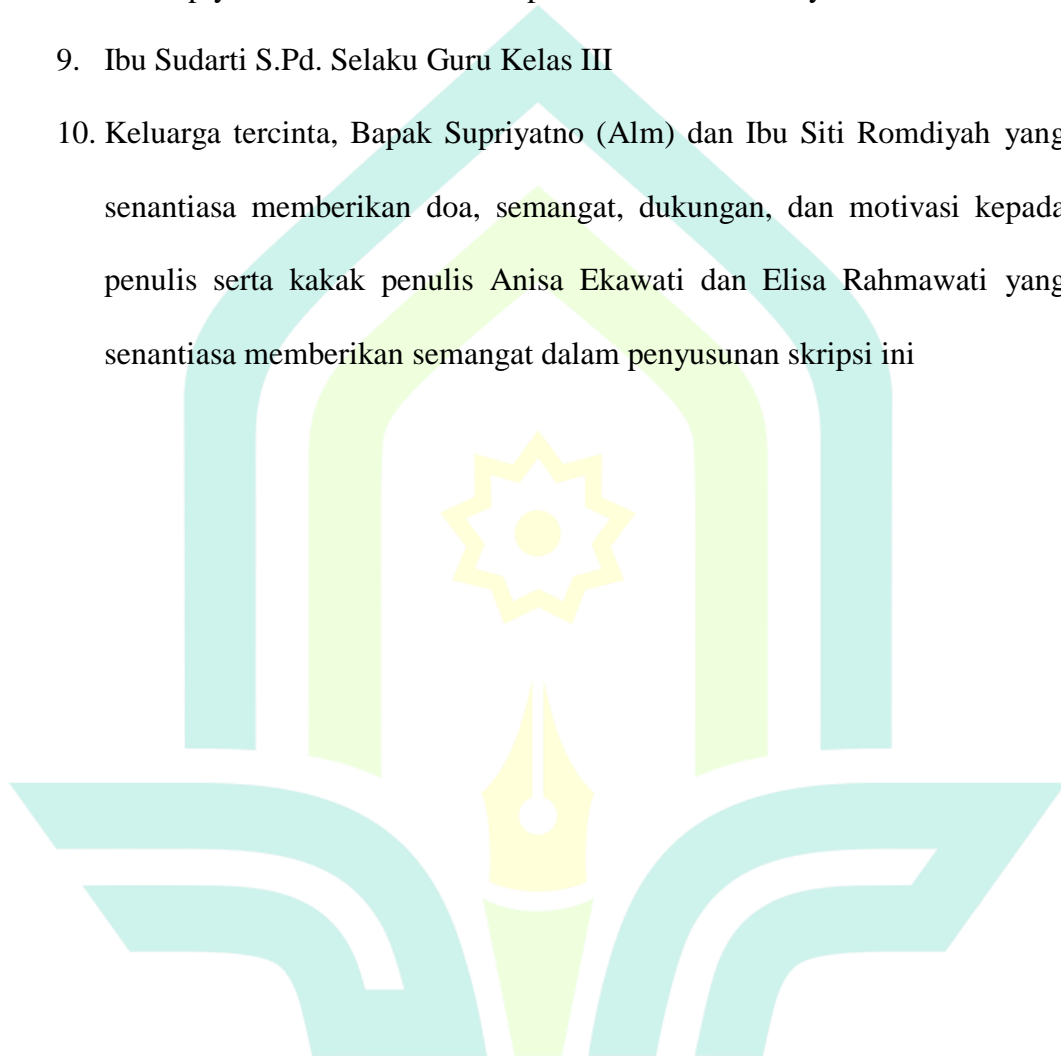 9. Ibu Sudarti S.Pd. Selaku Guru Kelas III
10. Keluarga tercinta, Bapak Supriyatno (Alm) dan Ibu Siti Romdiyah yang
senantiasa memberikan doa, semangat, dukungan, dan motivasi kepada
penulis serta kakak penulis Anisa Ekawati dan Elisa Rahmawati yang
senantiasa memberikan semangat dalam penyusunan skripsi ini